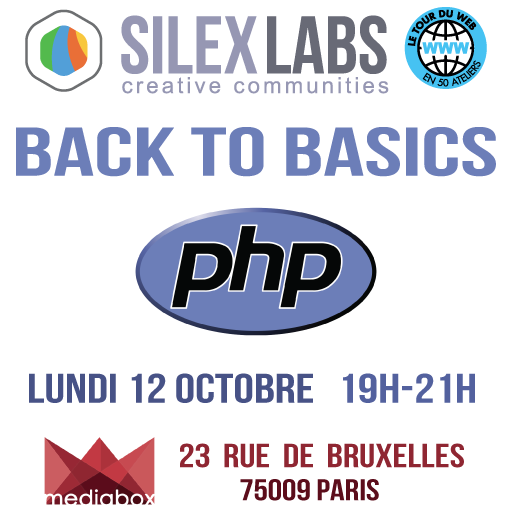 SILEX LABS
creative communities
LE TOUR DU WEB
WWW
EN 50 ATELIERS
BACK TO BASICS
php
LUNDI 12 OCTOBRE 19H-21H
mediabox
23 RUE DE BRUXELLES
75009 PARIS